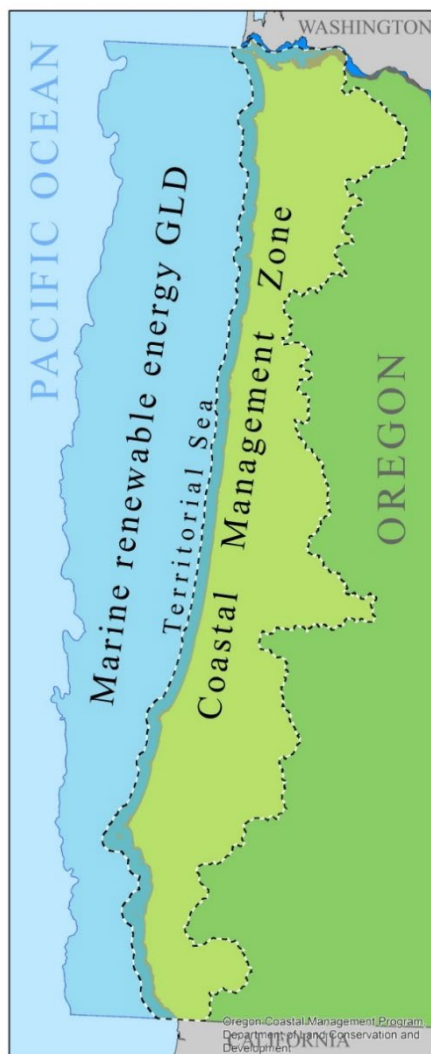 WASHINGTON
PACIFIC OCEAN
Marine renewable energy GLD
Territorial Sea
Coastal Management Zone
OREGON
Oregon Coastal Management Program
Department of Land Conservation and
Development
CALIFORNIA